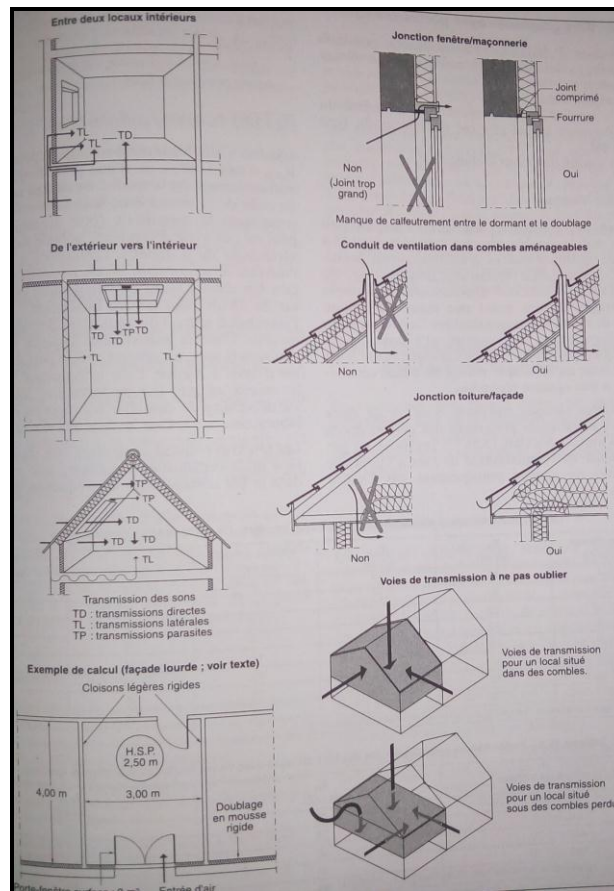 Entre deux locaux intérieurs
TL
TL
TD
De l'extérieur vers l'intérieur
TD
TD
TP
TD
TL
TL
TP
TP
TD
TD
TD
TL
Transmission des sons
TD : transmissions directes
TL : transmissions latérales
TP : transmissions parasites
Exemple de calcul (façade lourde ; voir texte)
Cloisons légères rigides
H.S.P.
2,50 m
4,00 m
3,00 m
Doublage
en mousse
rigide
Entrée d'air
Jonction fenêtre/maçonnerie
Joint
comprimé
Fourrure
Non
(Joint trop
grand)
Oui
Manque de calfeutrement entre le dormant et le doublage
Conduit de ventilation dans combles aménageables
Non
Oui
Jonction toiture/façade
Non
Oui
Voies de transmission à ne pas oublier
Voies de transmission
pour un local situé
dans des combles.
Voies de transmission
pour un local situé
sous des combles perdu